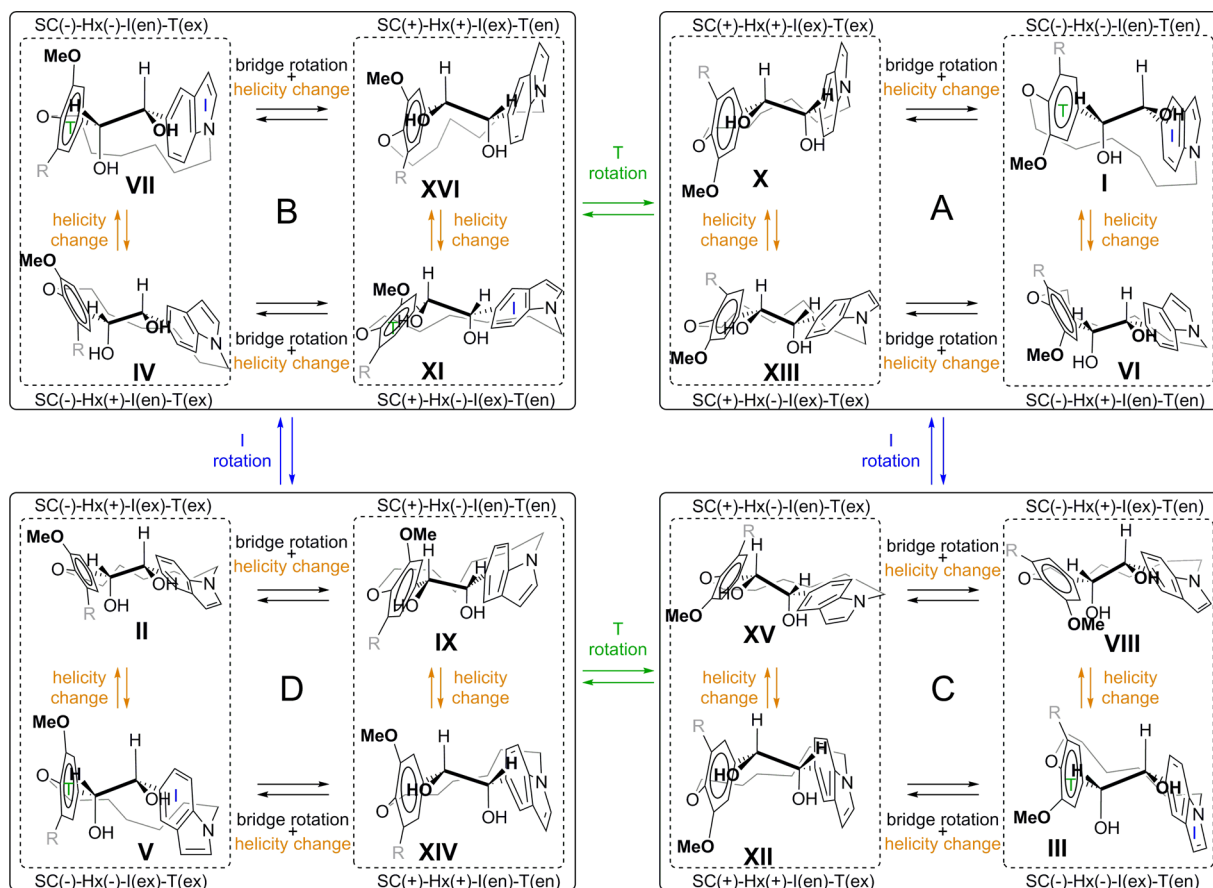 SC(-)-Hx(-)-I(en)-T(ex)
SC(+)-Hx(+)-I(ex)-T(en)
MeO
H
H
O
T
R
OH
OH
I
N
VII
bridge rotation
+
helicity change
MeO
H
H
HO
O
R
OH
N
XVI
helicity
change
B
helicity
change
MeO
O
H
H
OH
HO
R
N
IV
bridge rotation
+
helicity change
MeO
H
H
HO
O
T
R
OH
I
N
XI
SC(-)-Hx(+)-I(en)-T(ex)
SC(+)-Hx(-)-I(ex)-T(en)
T
rotation
SC(+)-Hx(+)-I(ex)-T(ex)
SC(-)-Hx(-)-I(en)-T(en)
R
H
H
HO
O
OH
MeO
N
X
bridge rotation
+
helicity change
R
O
T
H
H
OH
I
MeO
OH
N
I
helicity
change
A
helicity
change
R
H
H
O
HO
MeO
OH
N
XIII
bridge rotation
+
helicity change
R
H
H
O
OH
MeO
HO
N
VI
SC(+)-Hx(-)-I(ex)-T(ex)
SC(-)-Hx(+)-I(en)-T(en)
I
rotation
I
rotation
SC(-)-Hx(+)-I(ex)-T(ex)
SC(+)-Hx(-)-I(en)-T(en)
MeO
H
H
O
OH
R
OH
N
II
bridge rotation
+
helicity change
OMe
H
H
O
HO
R
OH
N
IX
helicity
change
D
helicity
change
MeO
H
H
O
T
OH
I
R
OH
N
V
bridge rotation
+
helicity change
MeO
H
H
HO
O
R
OH
N
XIV
SC(-)-Hx(-)-I(ex)-T(ex)
SC(+)-Hx(+)-I(en)-T(en)
T
rotation
SC(+)-Hx(-)-I(en)-T(ex)
SC(-)-Hx(+)-I(ex)-T(en)
R
H
H
O
HO
MeO
OH
N
XV
bridge rotation
+
helicity change
R
H
H
O
OH
OH
OMe
N
VIII
helicity
change
C
helicity
change
R
H
H
HO
O
OH
MeO
N
XII
bridge rotation
+
helicity change
R
H
H
O
T
OH
MeO
OH
N
I
III
SC(+)-Hx(+)-I(en)-T(ex)
SC(-)-Hx(-)-I(ex)-T(en)